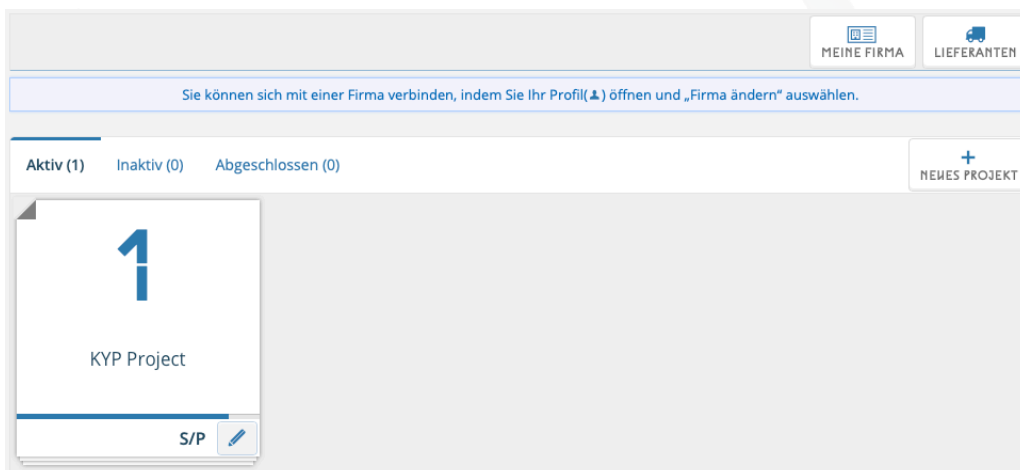 MEINE FIRMA
LIEFERANTEN
Sie können sich mit einer Firma verbinden, indem Sie Ihr Profil( ) öffnen und „Firma ändern“ auswählen.
Aktiv (1)
Inaktiv (0)
Abgeschlossen (0)
NEUES PROJEKT
1
KYP Project
S/P